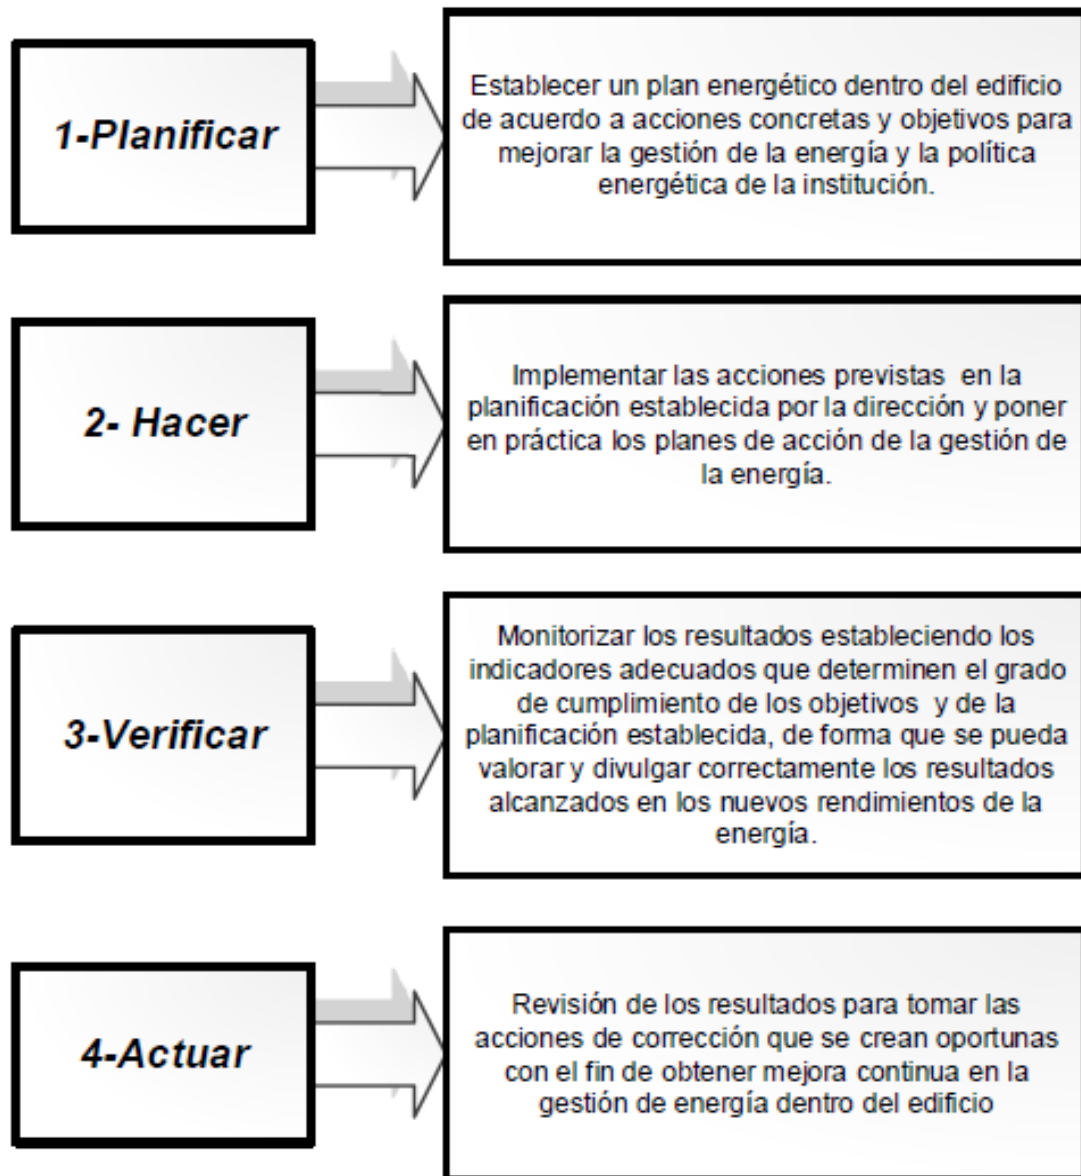 1-Planificar
Establecer un plan energético dentro del edificio
de acuerdo a acciones concretas y objetivos para
mejorar la gestión de la energía y la política
energética de la institución.
2- Hacer
Implementar las acciones previstas  en la
planificación establecida por la dirección y poner
en práctica los planes de acción de la gestión de
la energía.
3-Verificar
Monitorizar los resultados estableciendo los
indicadores adecuados que determinen el grado
de cumplimiento de los objetivos  y de la
planificación establecida, de forma que se pueda
valorar y divulgar correctamente los resultados
alcanzados en los nuevos rendimientos de la
energía.
4-Actuar
Revisión de los resultados para tomar las
acciones de corrección que se crean oportunas
con el fin de obtener mejora continua en la
gestión de energía dentro del edificio